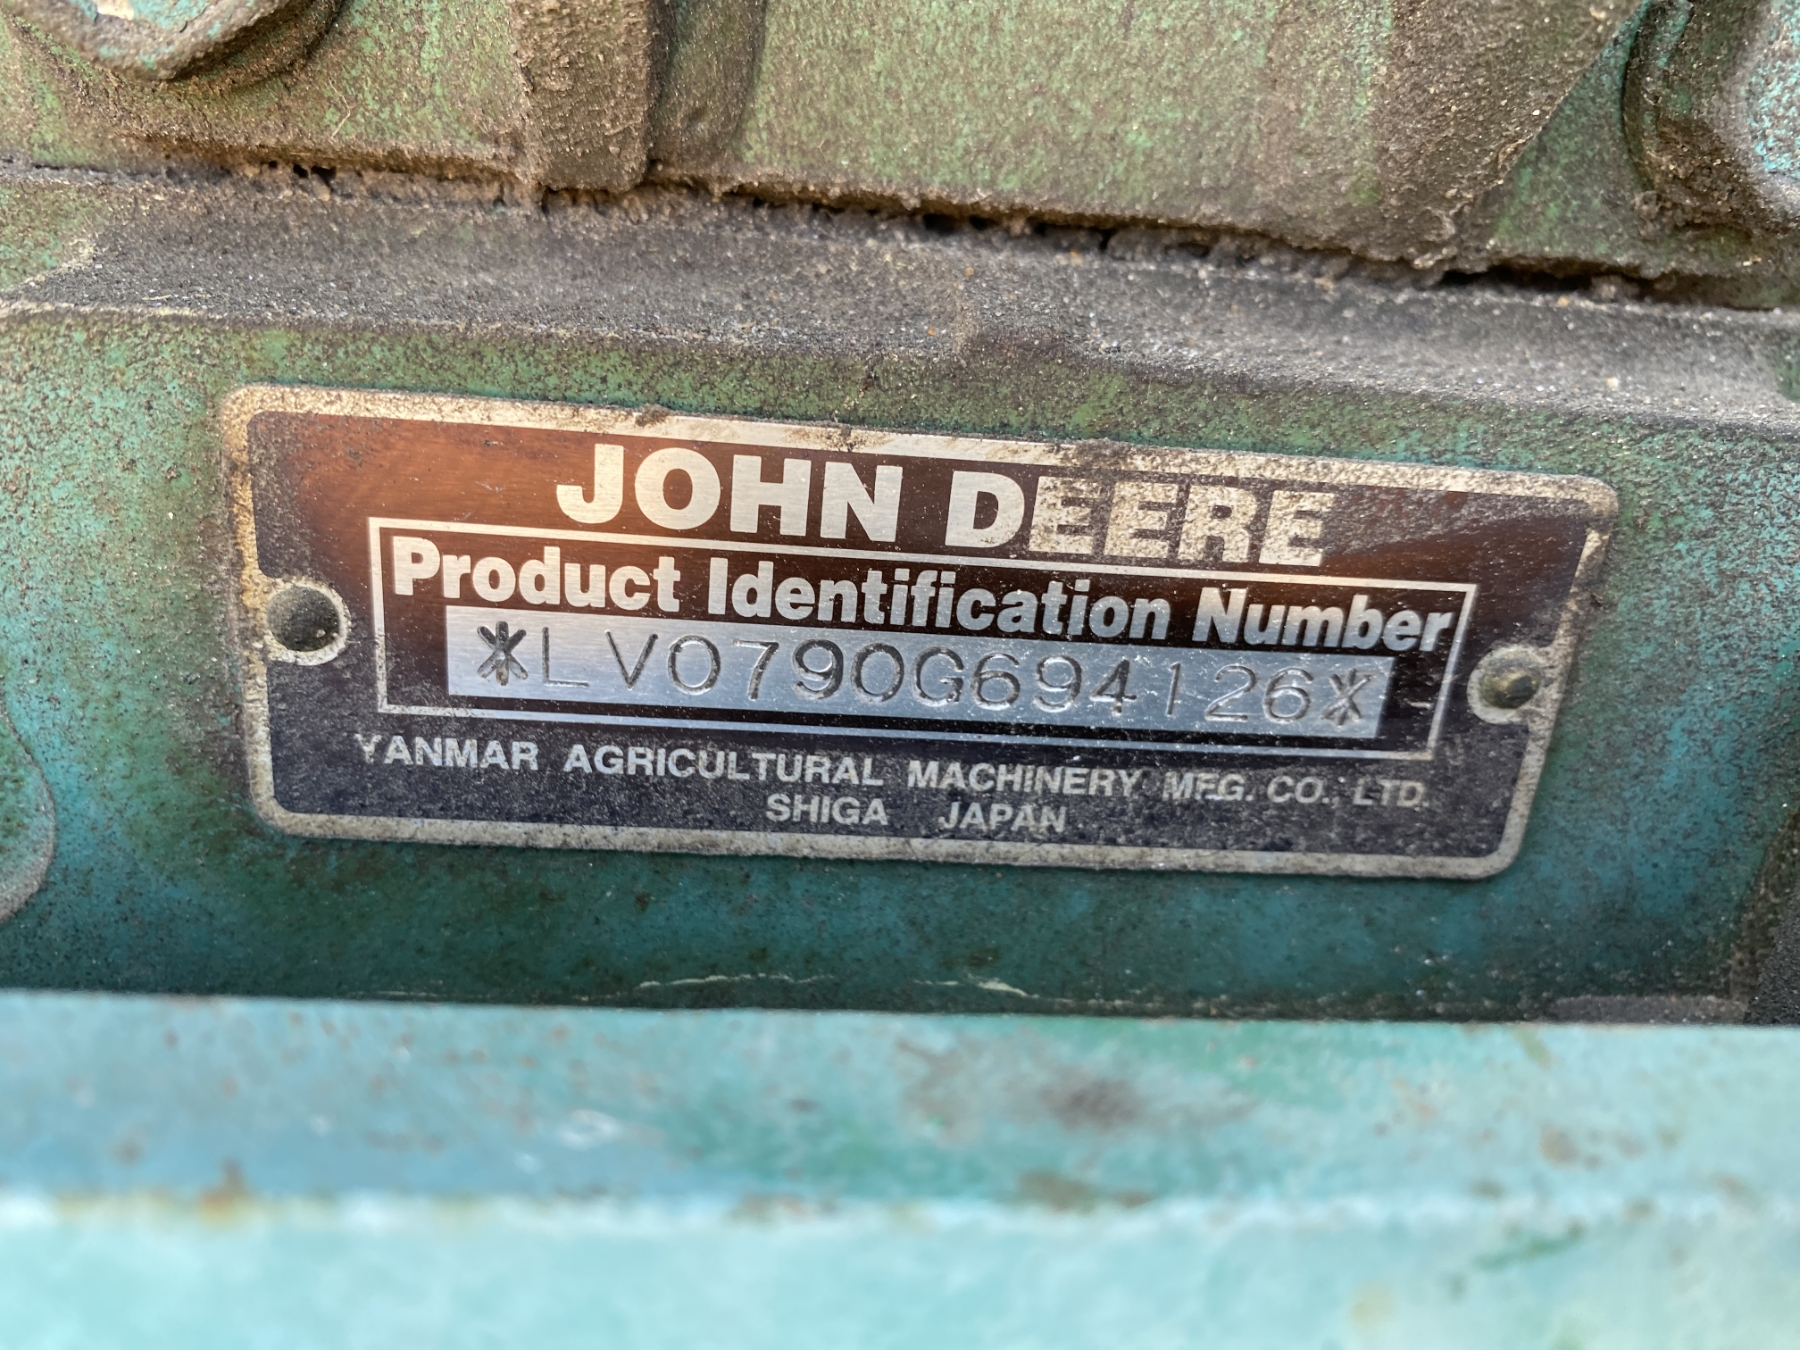 JOHN DEERE
Product Identification Number
*LV0790G694126*
YANMAR AGRICULTURAL MACHINERY MFG. CO., LTD.
SHIGA JAPAN